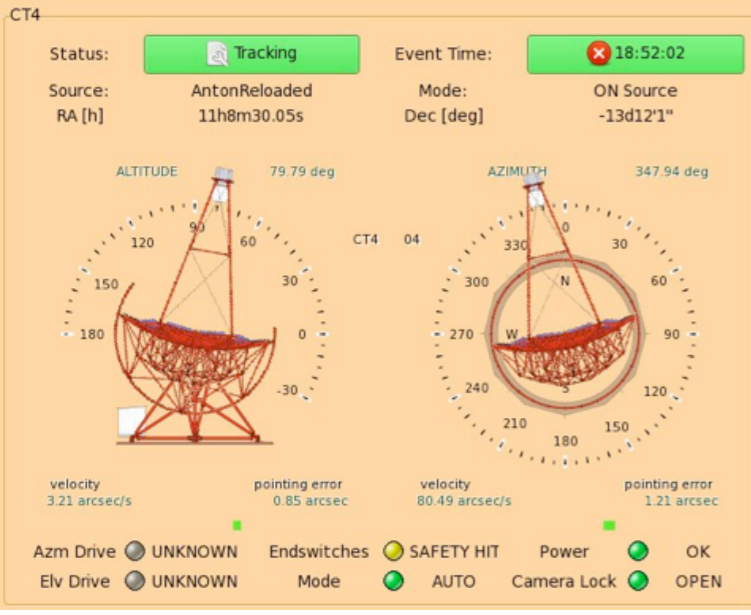 CT4
Status: Tracking Event Time: 18:52:02
Source: AntonReloaded Mode: ON Source
RA [h] 11h8m30.05s Dec [deg] -13d12'1"
ALTITUDE 79.79 deg AZIMUTH 347.94 deg
CT4 04
90
120 60
150 30
180 0
-30
0
330 30
300 N 60
270 W 90
240 S 120
210 150
180
velocity pointing error velocity pointing error
3.21 arcsec/s 0.85 arcsec 80.49 arcsec/s 1.21 arcsec
Azm Drive UNKNOWN Endswitches SAFETY HIT Power OK
Elv Drive UNKNOWN Mode AUTO Camera Lock OPEN